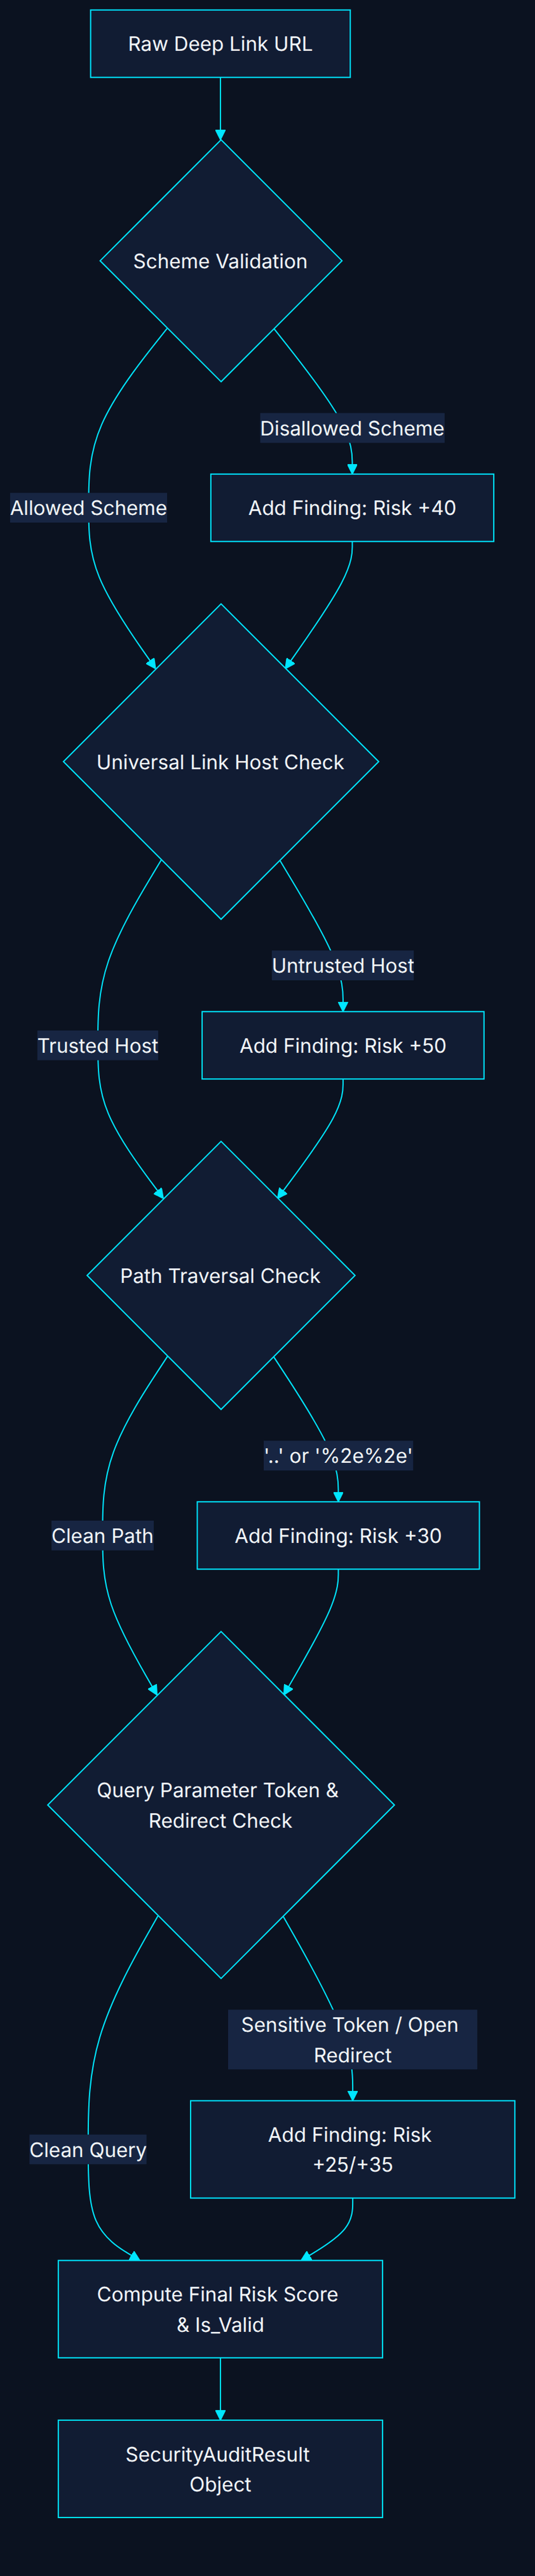 Raw Deep Link URL
Scheme Validation
Disallowed Scheme
Allowed Scheme
Add Finding: Risk +40
Universal Link Host Check
Untrusted Host
Trusted Host
Add Finding: Risk +50
Path Traversal Check
'..' or '%2e%2e'
Clean Path
Add Finding: Risk +30
Query Parameter Token &
Redirect Check
Sensitive Token / Open
Redirect
Clean Query
Add Finding: Risk
+25/+35
Compute Final Risk Score
& Is_Valid
SecurityAuditResult
Object